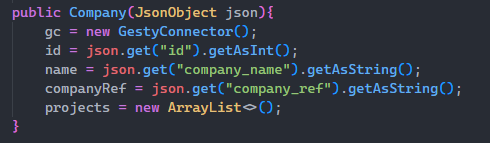 public Company(JsonObject json){
    gc = new GestyConnector();
    id = json.get("id").getAsInt();
    name = json.get("company_name").getAsString();
    companyRef = json.get("company_ref").getAsString();
    projects = new ArrayList<>();
}